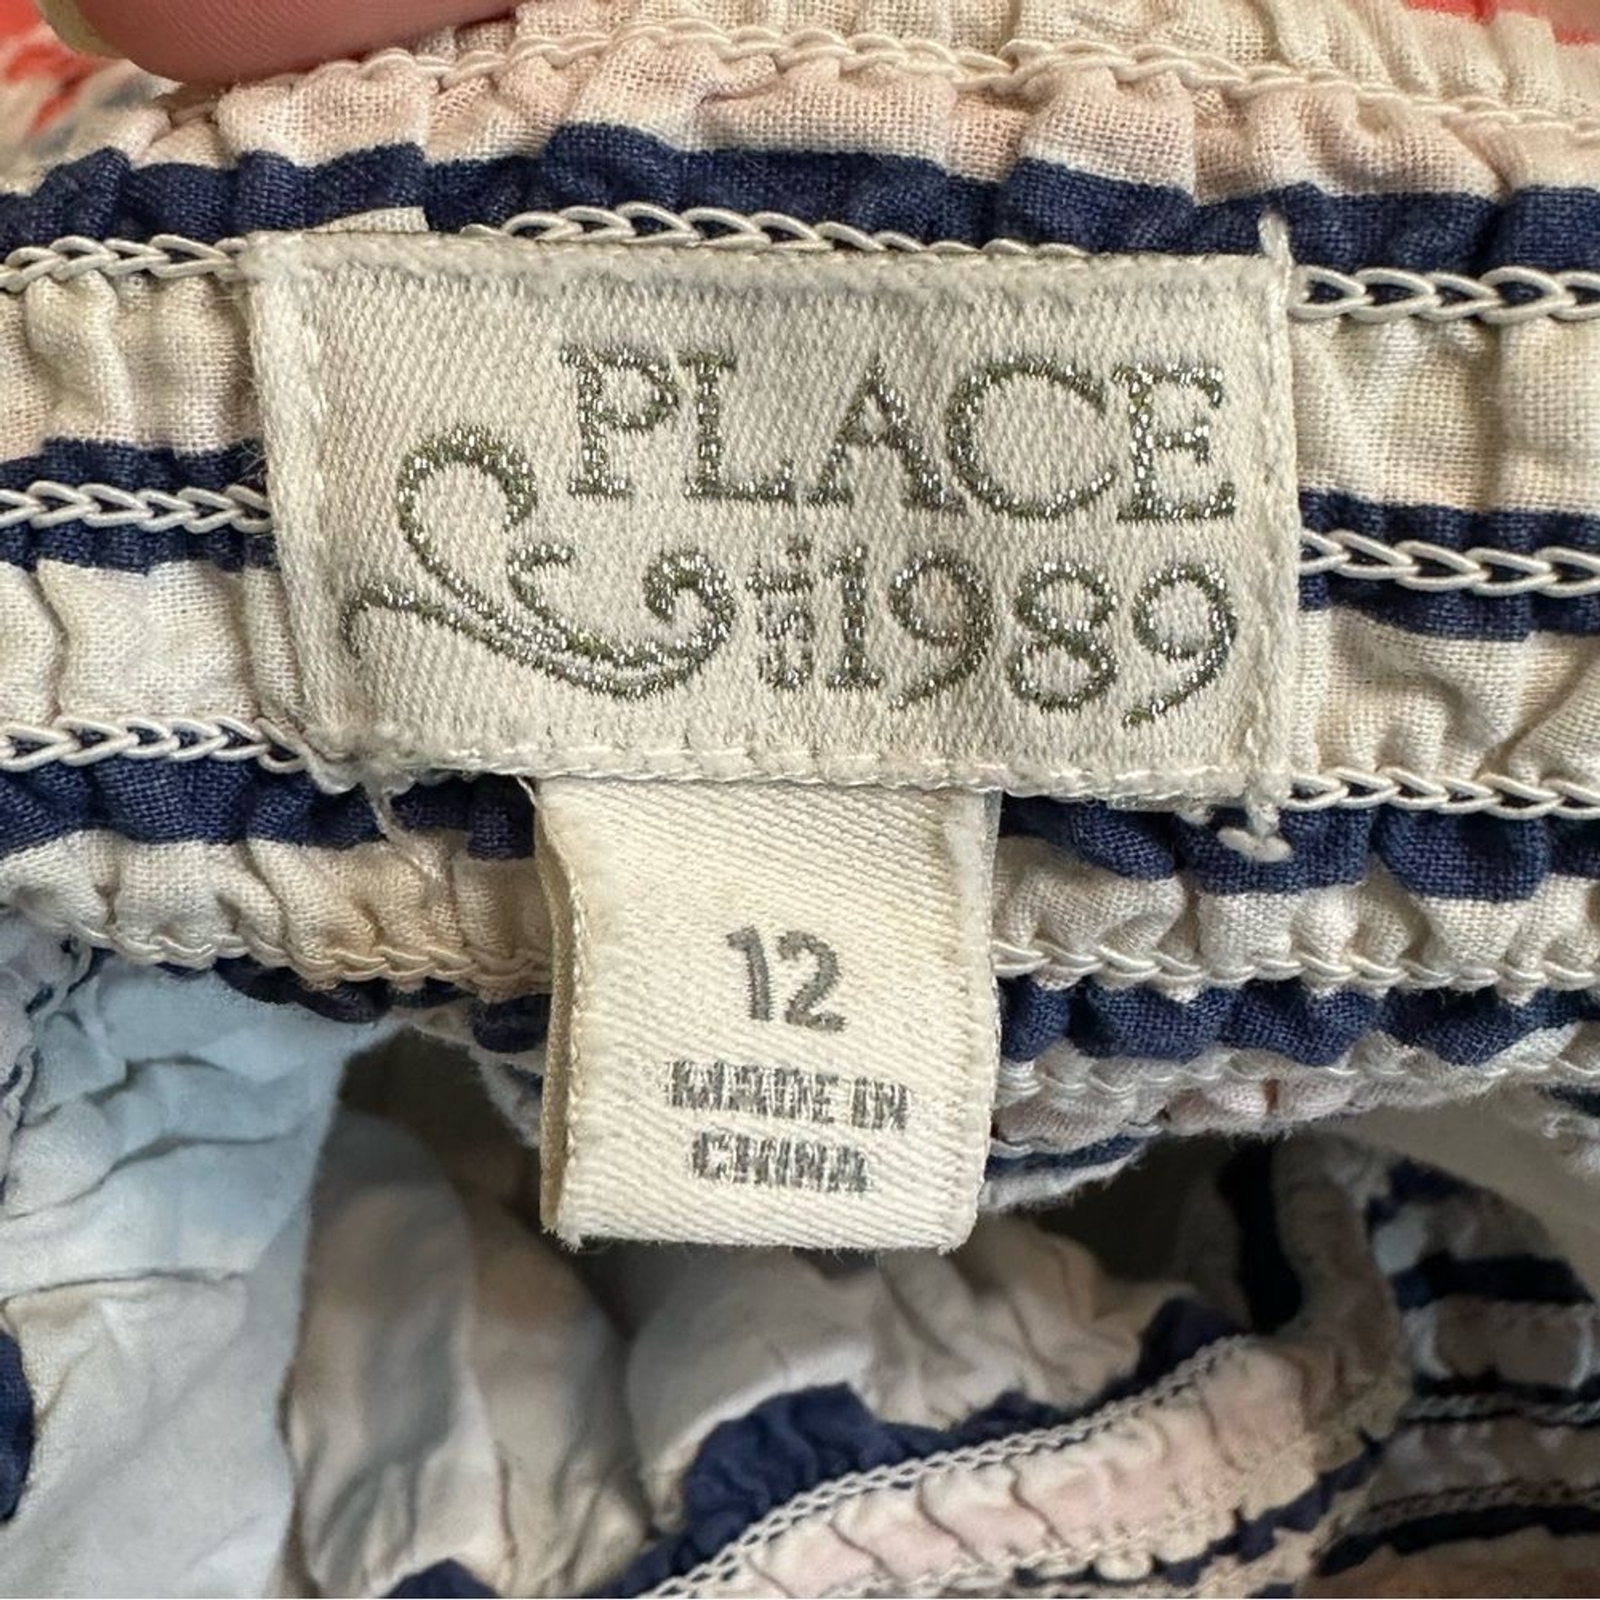 PLACE
EST. 1989
12
MADE IN
CHINA